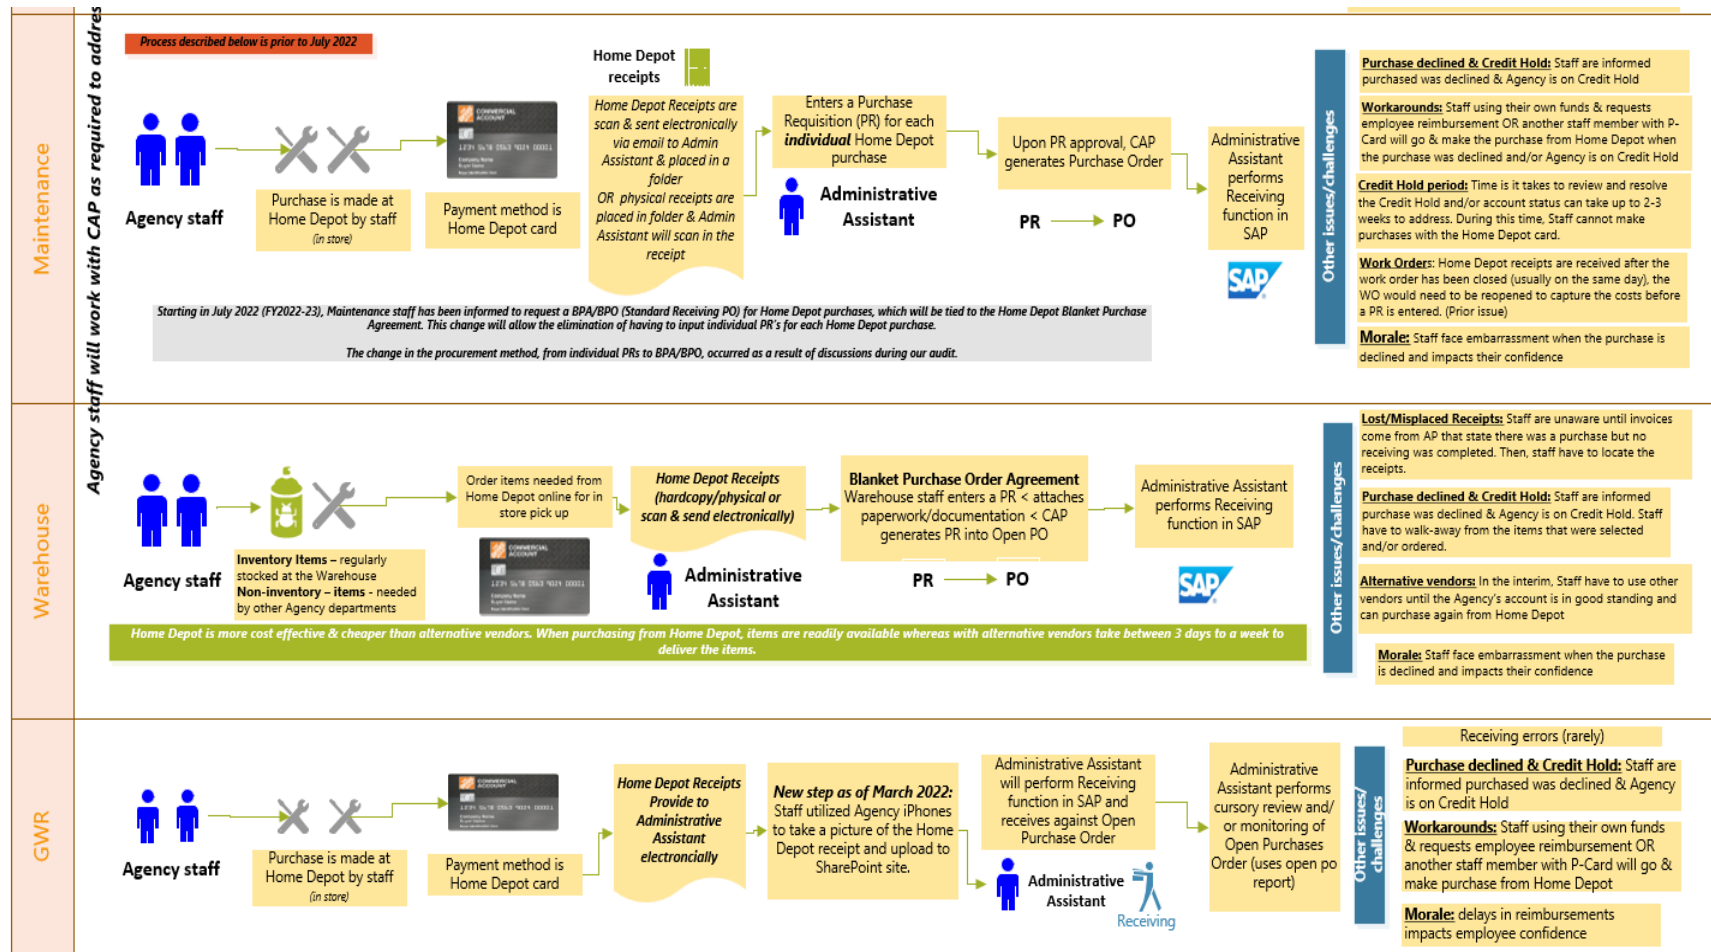 Agency staff will work with CAP as required to addres
Maintenance
Process described below is prior to July 2022
Agency staff
Purchase is made at
Home Depot by staff
(in store)
COMMERCIAL
ACCOUNT
Company Name
Payment method is
Home Depot card
Home Depot
receipts
Home Depot Receipts are
scan & sent electronically
via email to Admin
Assistant & placed in a
folder
OR physical receipts are
placed in folder & Admin
Assistant will scan in the
receipt
Enters a Purchase
Requisition (PR) for each
individual Home Depot
purchase
Administrative
Assistant
Upon PR approval, CAP
generates Purchase Order
PR
PO
Administrative
Assistant
performs
Receiving
function in
SAP
SAP
Starting in July 2022 (FY2022-23), Maintenance staff has been informed to request a BPA/BPO (Standard Receiving PO) for Home Depot purchases, which will be tied to the Home Depot Blanket Purchase
Agreement. This change will allow the elimination of having to input individual PR's for each Home Depot purchase.
The change in the procurement method, from individual PRs to BPA/BPO, occurred as a result of discussions during our audit.
Other issues/challenges
Purchase declined & Credit Hold: Staff are informed
purchased was declined & Agency is on Credit Hold
Workarounds: Staff using their own funds & requests
employee reimbursement OR another staff member with P-
Card will go & make the purchase from Home Depot when
the purchase was declined and/or Agency is on Credit Hold
Credit Hold period: Time is it takes to review and resolve
the Credit Hold and/or account status can take up to 2-3
weeks to address. During this time, Staff cannot make
purchases with the Home Depot card.
Work Orders: Home Depot receipts are received after the
work order has been closed (usually on the same day), the
WO would need to be reopened to capture the costs before
a PR is entered. (Prior issue)
Morale: Staff face embarrassment when the purchase is
declined and impacts their confidence
Warehouse
Agency staff
Inventory Items – regularly
stocked at the Warehouse
Non-inventory – items - needed
by other Agency departments
Order items needed from
Home Depot online for in
store pick up
COMMERCIAL
ACCOUNT
Company Name
Home Depot Receipts
(hardcopy/physical or
scan & send electronically)
Administrative
Assistant
Blanket Purchase Order Agreement
Warehouse staff enters a PR < attaches
paperwork/documentation < CAP
generates PR into Open PO
PR
PO
Administrative Assistant
performs Receiving
function in SAP
SAP
Home Depot is more cost effective & cheaper than alternative vendors. When purchasing from Home Depot, items are readily available whereas with alternative vendors take between 3 days to a week to
deliver the items.
Other issues/challenges
Lost/Misplaced Receipts: Staff are unaware until invoices
come from AP that state there was a purchase but no
receiving was completed. Then, staff have to locate the
receipts.
Purchase declined & Credit Hold: Staff are informed
purchase was declined & Agency is on Credit Hold. Staff
have to walk-away from the items that were selected
and/or ordered.
Alternative vendors: In the interim, Staff have to use other
vendors until the Agency's account is in good standing and
can purchase again from Home Depot
Morale: Staff face embarrassment when the purchase
is declined and impacts their confidence
GWR
Agency staff
Purchase is made at
Home Depot by staff
(in store)
COMMERCIAL
ACCOUNT
Company Name
Payment method is
Home Depot card
Home Depot Receipts
Provide to
Administrative
Assistant
electroncially
New step as of March 2022:
Staff utilized Agency iPhones
to take a picture of the Home
Depot receipt and upload to
SharePoint site.
Administrative Assistant
will perform Receiving
function in SAP and
receives against Open
Purchase Order
Administrative
Assistant
Receiving
Administrative
Assistant performs
cursory review and/
or monitoring of
Open Purchases
Order (uses open po
report)
Other issues/
challenges
Receiving errors (rarely)
Purchase declined & Credit Hold: Staff are
informed purchased was declined & Agency
is on Credit Hold
Workarounds: Staff using their own funds
& requests employee reimbursement OR
another staff member with P-Card will go &
make purchase from Home Depot
Morale: delays in reimbursements
impacts employee confidence